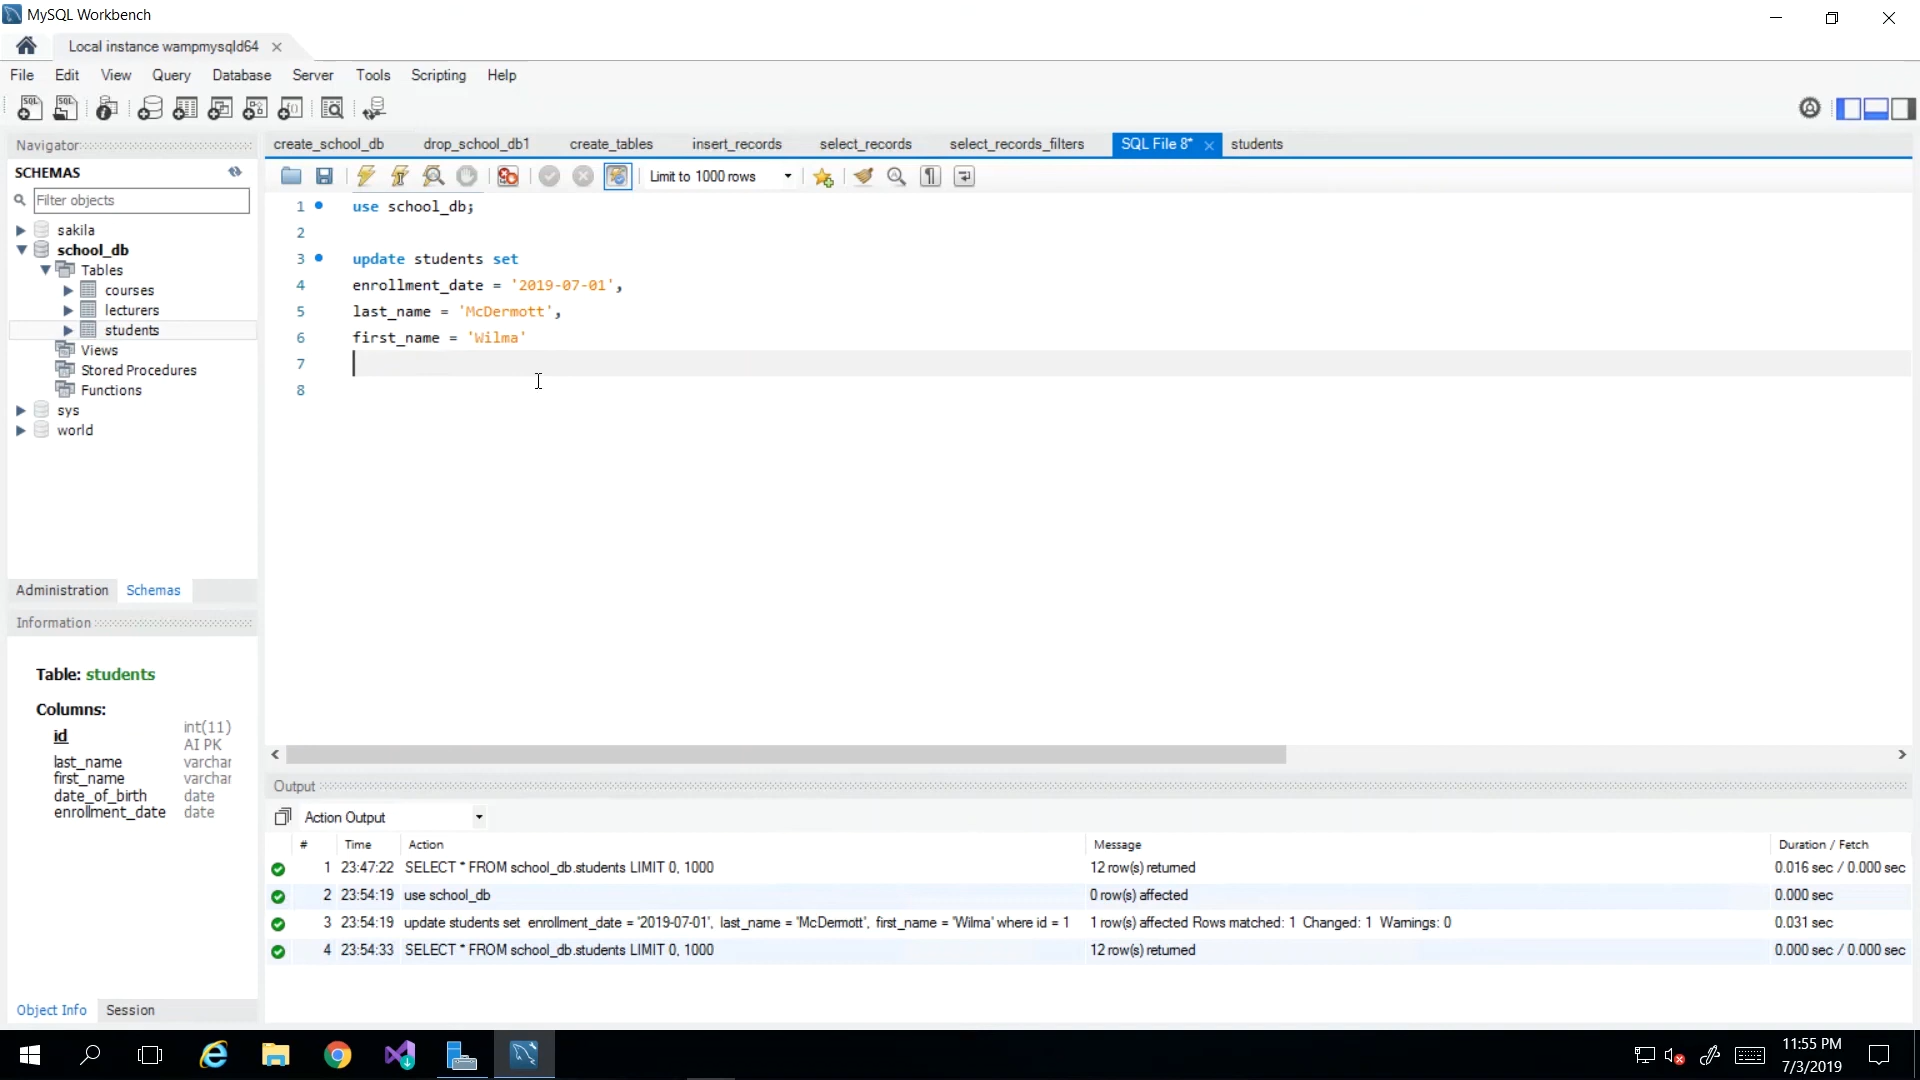 MySQL Workbench
Local instance wampmysqld64
File Edit View Query Database Server Tools Scripting Help
Navigator
SCHEMAS
Filter objects
sakila
school_db
Tables
courses
lecturers
students
Views
Stored Procedures
Functions
sys
world
Administration Schemas
Information
Table: students
Columns:
id int(11) AI PK
last_name varchar
first_name varchar
date_of_birth date
enrollment_date date
Object Info Session
create_school_db drop_school_db1 create_tables insert_records select_records select_records_filters SQL File 8* students
Limit to 1000 rows
1 use school_db;
2
3 update students set
4 enrollment_date = '2019-07-01',
5 last_name = 'McDermott',
6 first_name = 'Wilma'
7
8
Output
Action Output
# Time Action Message Duration / Fetch
1 23:47:22 SELECT * FROM school_db.students LIMIT 0, 1000 12 row(s) returned 0.016 sec / 0.000 sec
2 23:54:19 use school_db 0 row(s) affected 0.000 sec
3 23:54:19 update students set enrollment_date = '2019-07-01', last_name = 'McDermott', first_name = 'Wilma' where id = 1 1 row(s) affected Rows matched: 1 Changed: 1 Warnings: 0 0.031 sec
4 23:54:33 SELECT * FROM school_db.students LIMIT 0, 1000 12 row(s) returned 0.000 sec / 0.000 sec
11:55 PM
7/3/2019